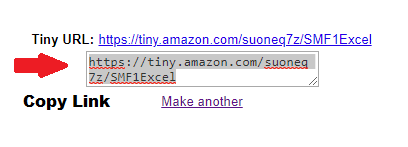 Tiny URL: https://tiny.amazon.com/suoneq7z/SMF1Excel
https://tiny.amazon.com/suoneq
7z/SMF1Excel
Copy Link Make another